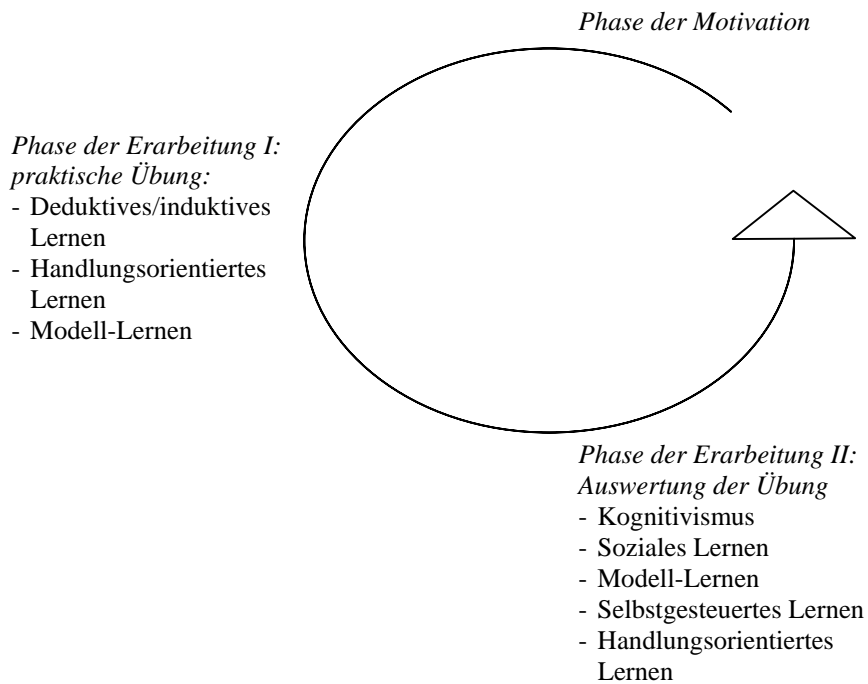 Phase der Motivation
Phase der Erarbeitung I:
praktische Übung:
- Deduktives/induktives
Lernen
- Handlungsorientiertes
Lernen
- Modell-Lernen
Phase der Erarbeitung II:
Auswertung der Übung
- Kognitivismus
- Soziales Lernen
- Modell-Lernen
- Selbstgesteuertes Lernen
- Handlungsorientiertes
Lernen